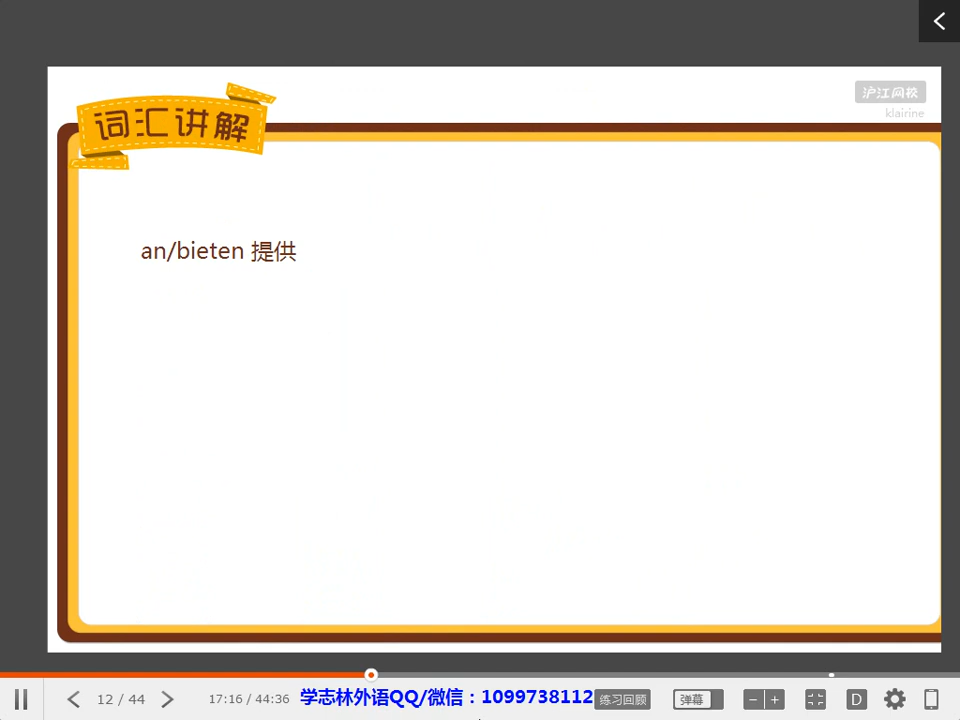 词汇讲解
沪江网校
klairine
an/bieten 提供
12 / 44
17:16 / 44:36
学志林外语QQ/微信：1099738112
练习回顾
弹幕
D